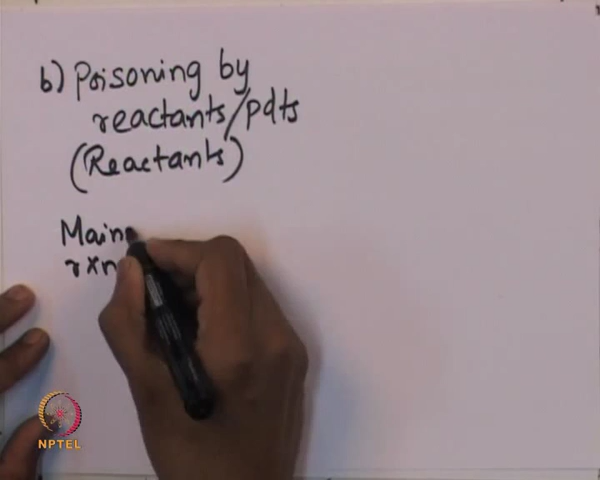 b) Poisoning by
reactants/pdts
(Reactants)
Main
rxn
NPTEL